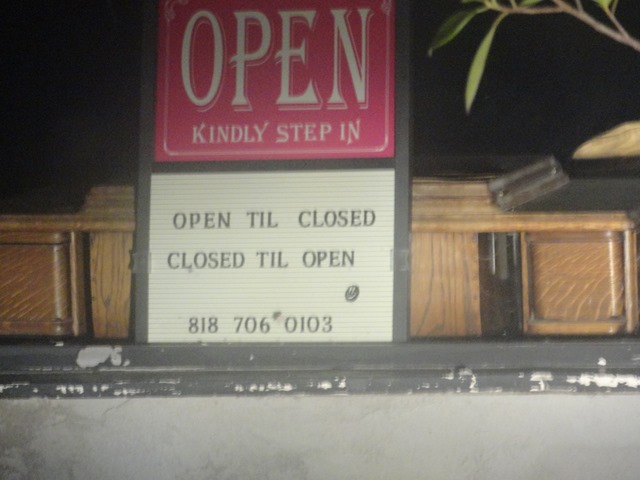 OPEN
KINDLY STEP IN
OPEN TIL CLOSED
CLOSED TIL OPEN
818 706 0103